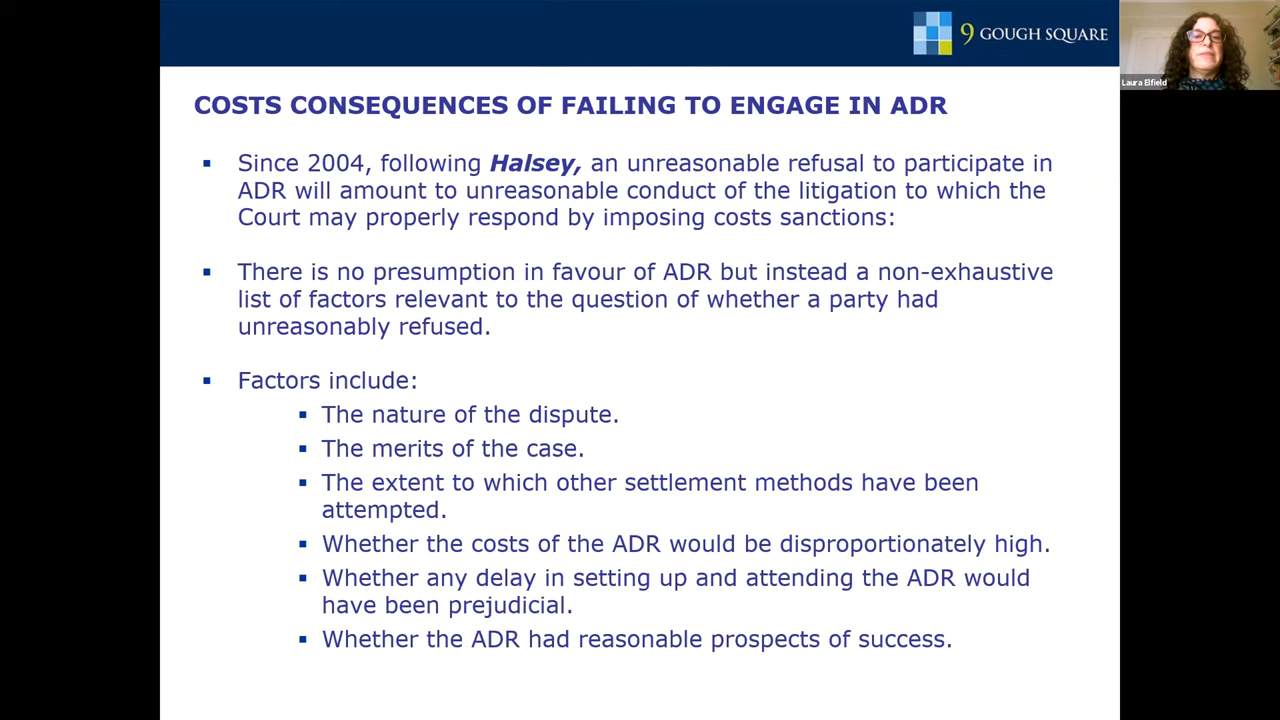 9 GOUGH SQUARE
Laura Elfield
COSTS CONSEQUENCES OF FAILING TO ENGAGE IN ADR
▪ Since 2004, following Halsey, an unreasonable refusal to participate in
ADR will amount to unreasonable conduct of the litigation to which the
Court may properly respond by imposing costs sanctions:
▪ There is no presumption in favour of ADR but instead a non-exhaustive
list of factors relevant to the question of whether a party had
unreasonably refused.
▪ Factors include:
▪ The nature of the dispute.
▪ The merits of the case.
▪ The extent to which other settlement methods have been
attempted.
▪ Whether the costs of the ADR would be disproportionately high.
▪ Whether any delay in setting up and attending the ADR would
have been prejudicial.
▪ Whether the ADR had reasonable prospects of success.